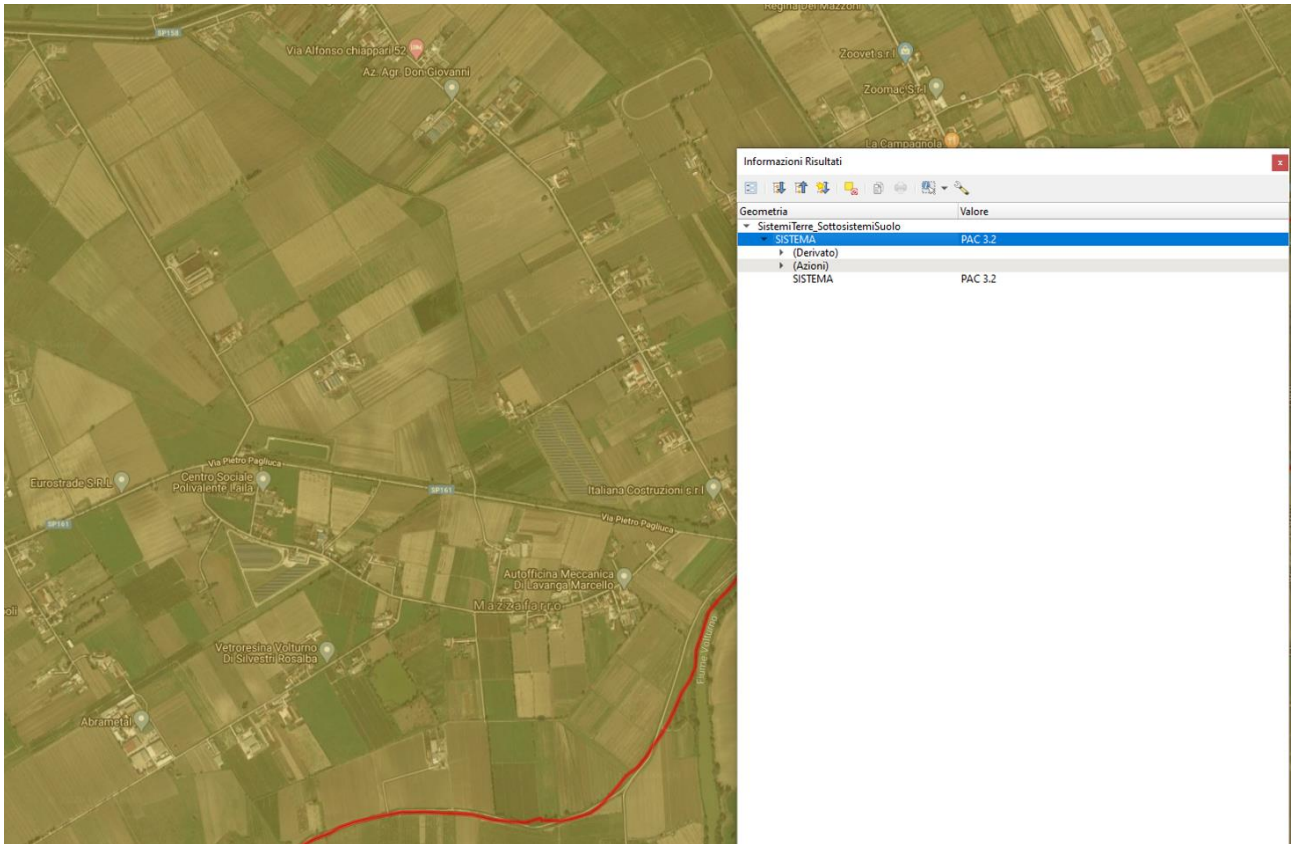 Regina Dei Mazzoni
SP158
Via Alfonso chiappari 52
Az. Agr. Don Giovanni
Zoovet s.r.l
Zoomac S.r.l
La Campagnola
Via Pietro Pagliuca
Eurostrade S.R.L
Centro Sociale
Polivalente Laila
SP161
Italiana Costruzioni s.r.l
SP161
Via Pietro Pagliuca
Autofficina Meccanica
Di Lavanga Marcello
Mazzafarro
oli
Vetroresina Volturno
Di Silvestri Rosalba
Fiume Volturno
Abrametal
Informazioni Risultati
x
Geometria Valore
SistemiTerre_SottosistemiSuolo
SISTEMA PAC 3.2
(Derivato)
(Azioni)
SISTEMA PAC 3.2